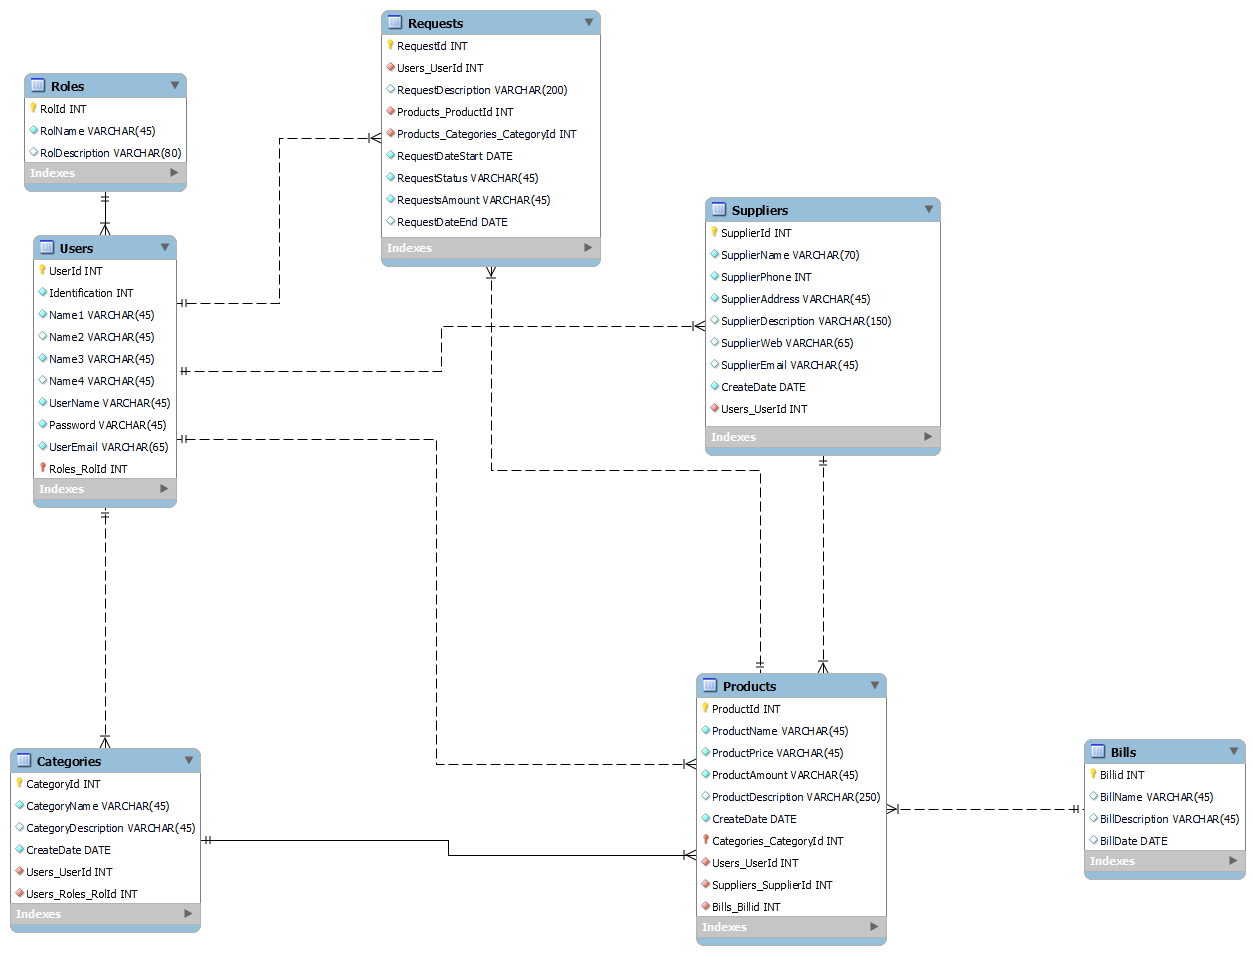 Requests
RequestId INT
Users_UserId INT
RequestDescription VARCHAR(200)
Products_ProductId INT
Products_Categories_CategoryId INT
RequestDateStart DATE
RequestStatus VARCHAR(45)
RequestsAmount VARCHAR(45)
RequestDateEnd DATE
Indexes
Roles
RolId INT
RolName VARCHAR(45)
RolDescription VARCHAR(80)
Indexes
Users
UserId INT
Identification INT
Name1 VARCHAR(45)
Name2 VARCHAR(45)
Name3 VARCHAR(45)
Name4 VARCHAR(45)
UserName VARCHAR(45)
Password VARCHAR(45)
UserEmail VARCHAR(65)
Roles_RolId INT
Indexes
Suppliers
SupplierId INT
SupplierName VARCHAR(70)
SupplierPhone INT
SupplierAddress VARCHAR(45)
SupplierDescription VARCHAR(150)
SupplierWeb VARCHAR(65)
SupplierEmail VARCHAR(45)
CreateDate DATE
Users_UserId INT
Indexes
Categories
CategoryId INT
CategoryName VARCHAR(45)
CategoryDescription VARCHAR(45)
CreateDate DATE
Users_UserId INT
Users_Roles_RolId INT
Indexes
Products
ProductId INT
ProductName VARCHAR(45)
ProductPrice VARCHAR(45)
ProductAmount VARCHAR(45)
ProductDescription VARCHAR(250)
CreateDate DATE
Categories_CategoryId INT
Users_UserId INT
Suppliers_SupplierId INT
Bills_Billid INT
Indexes
Bills
Billid INT
BillName VARCHAR(45)
BillDescription VARCHAR(45)
BillDate DATE
Indexes